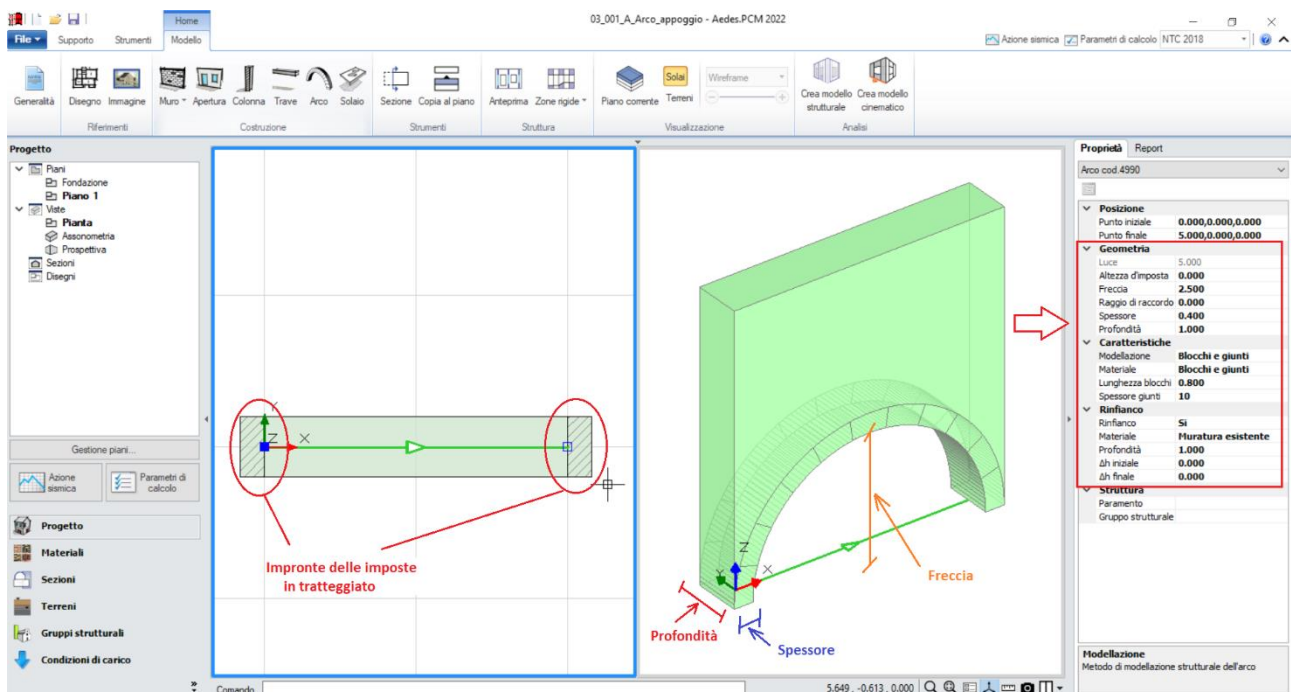 03_001_A_Arco_appoggio - Aedes.PCM 2022
Home
File Supporto Strumenti Modello
Azione sismica Parametri di calcolo NTC 2018
Generalità Disegno Immagine Muro Apertura Colonna Trave Arco Solaio Sezione Copia al piano Anteprima Zone rigide Piano corrente Solai Terreni Wireframe Crea modello strutturale Crea modello cinematico
Riferimenti Costruzione Strumenti Struttura Visualizzazione Analisi
Progetto
Piani
Fondazione
Piano 1
Viste
Pianta
Assonometria
Prospettiva
Sezioni
Disegni
Gestione piani...
Azione sismica
Parametri di calcolo
Progetto
Materiali
Sezioni
Terreni
Gruppi strutturali
Condizioni di carico
Y
Z X
Impronte delle imposte
in tratteggiato
Z
Y X
Profondità
Spessore
Freccia
Comando
5.649 , -0.613 , 0.000
Proprietà Report
Arco cod.4990
Posizione
Punto iniziale 0.000,0.000,0.000
Punto finale 5.000,0.000,0.000
Geometria
Luce 5.000
Altezza d'imposta 0.000
Freccia 2.500
Raggio di raccordo 0.000
Spessore 0.400
Profondità 1.000
Caratteristiche
Modellazione Blocchi e giunti
Materiale Blocchi e giunti
Lunghezza blocchi 0.800
Spessore giunti 10
Rinfianco
Rinfianco Si
Materiale Muratura esistente
Profondità 1.000
Δh iniziale 0.000
Δh finale 0.000
Struttura
Paramento
Gruppo strutturale
Modellazione
Metodo di modellazione strutturale dell'arco